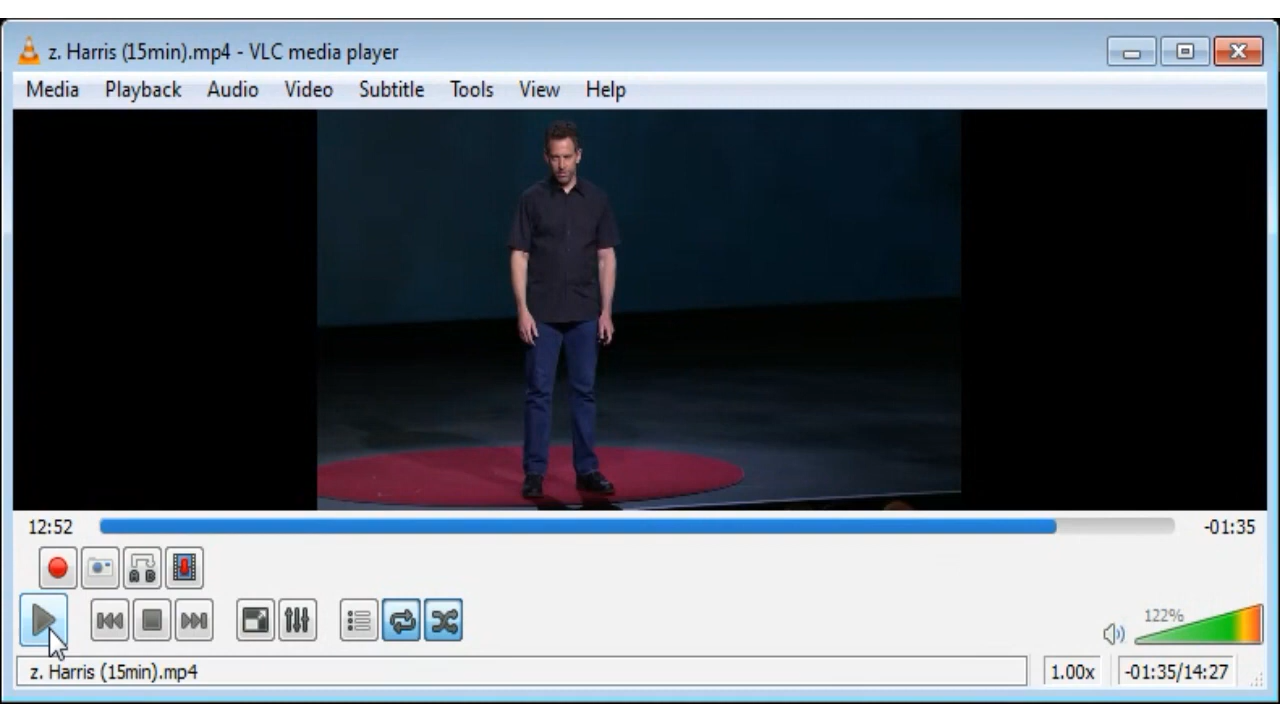 z. Harris (15min).mp4 - VLC media player
Media Playback Audio Video Subtitle Tools View Help
12:52 -01:35
A B
122%
z. Harris (15min).mp4 1.00x -01:35/14:27